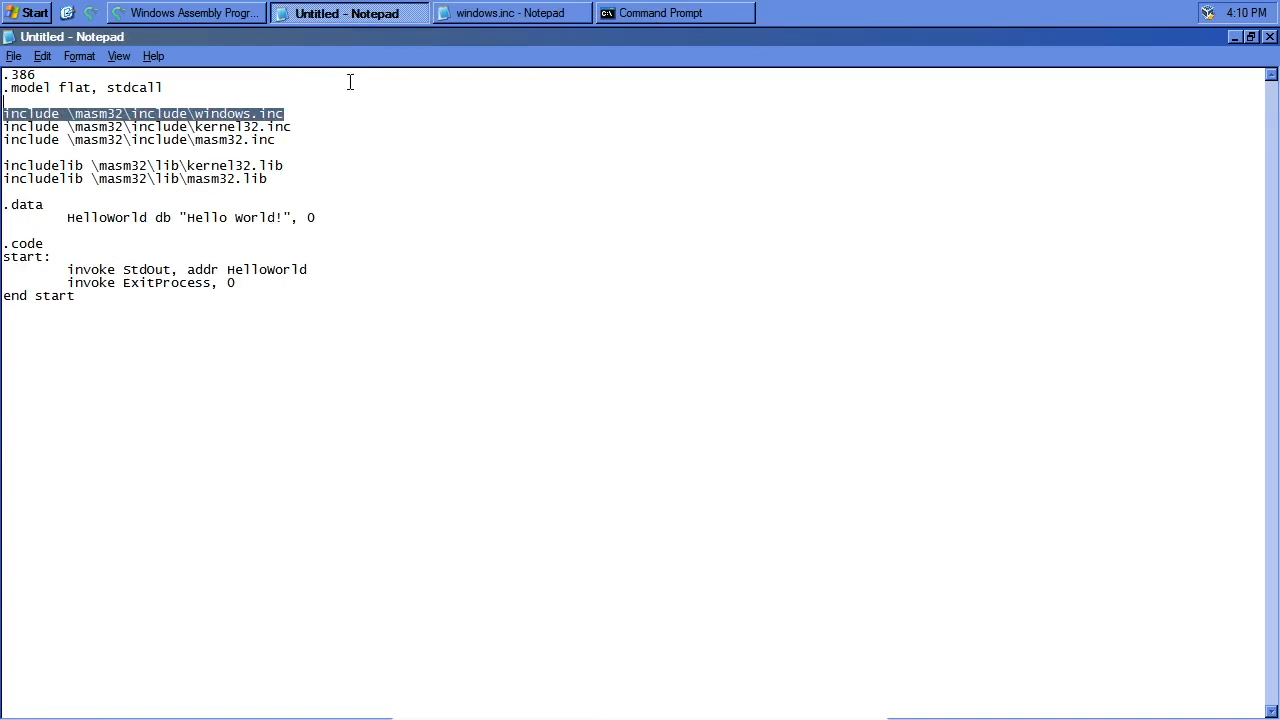 Start
Windows Assembly Progr...
Untitled - Notepad
windows.inc - Notepad
Command Prompt
4:10 PM
Untitled - Notepad
File Edit Format View Help
.386
.model flat, stdcall
include \masm32\include\windows.inc
include \masm32\include\kernel32.inc
include \masm32\include\masm32.inc
includelib \masm32\lib\kernel32.lib
includelib \masm32\lib\masm32.lib
.data
HelloWorld db "Hello World!", 0
.code
start:
invoke StdOut, addr HelloWorld
invoke ExitProcess, 0
end start